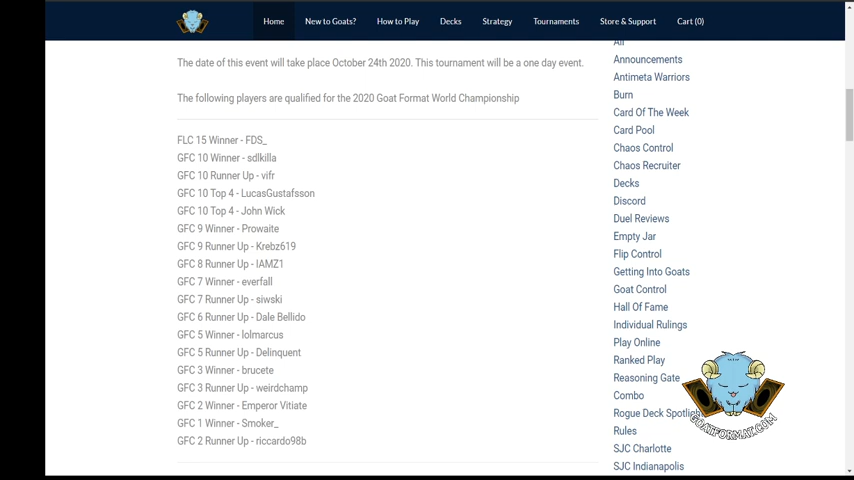 Home New to Goats? How to Play Decks Strategy Tournaments Store & Support Cart (0)
The date of this event will take place October 24th 2020. This tournament will be a one day event.
The following players are qualified for the 2020 Goat Format World Championship
FLC 15 Winner - FDS_
GFC 10 Winner - sdlkilla
GFC 10 Runner Up - vifr
GFC 10 Top 4 - LucasGustafsson
GFC 10 Top 4 - John Wick
GFC 9 Winner - Prowaite
GFC 9 Runner Up - Krebz619
GFC 8 Runner Up - IAMZ1
GFC 7 Winner - everfall
GFC 7 Runner Up - siwski
GFC 6 Runner Up - Dale Bellido
GFC 5 Winner - lolmarcus
GFC 5 Runner Up - Delinquent
GFC 3 Winner - brucete
GFC 3 Runner Up - weirdchamp
GFC 2 Winner - Emperor Vitiate
GFC 1 Winner - Smoker_
GFC 2 Runner Up - riccardo98b
Air
Announcements
Antimeta Warriors
Burn
Card Of The Week
Card Pool
Chaos Control
Chaos Recruiter
Decks
Discord
Duel Reviews
Empty Jar
Flip Control
Getting Into Goats
Goat Control
Hall Of Fame
Individual Rulings
Play Online
Ranked Play
Reasoning Gate
Combo
Rogue Deck Spotlight
Rules
SJC Charlotte
SJC Indianapolis
GOATFORMAT.COM